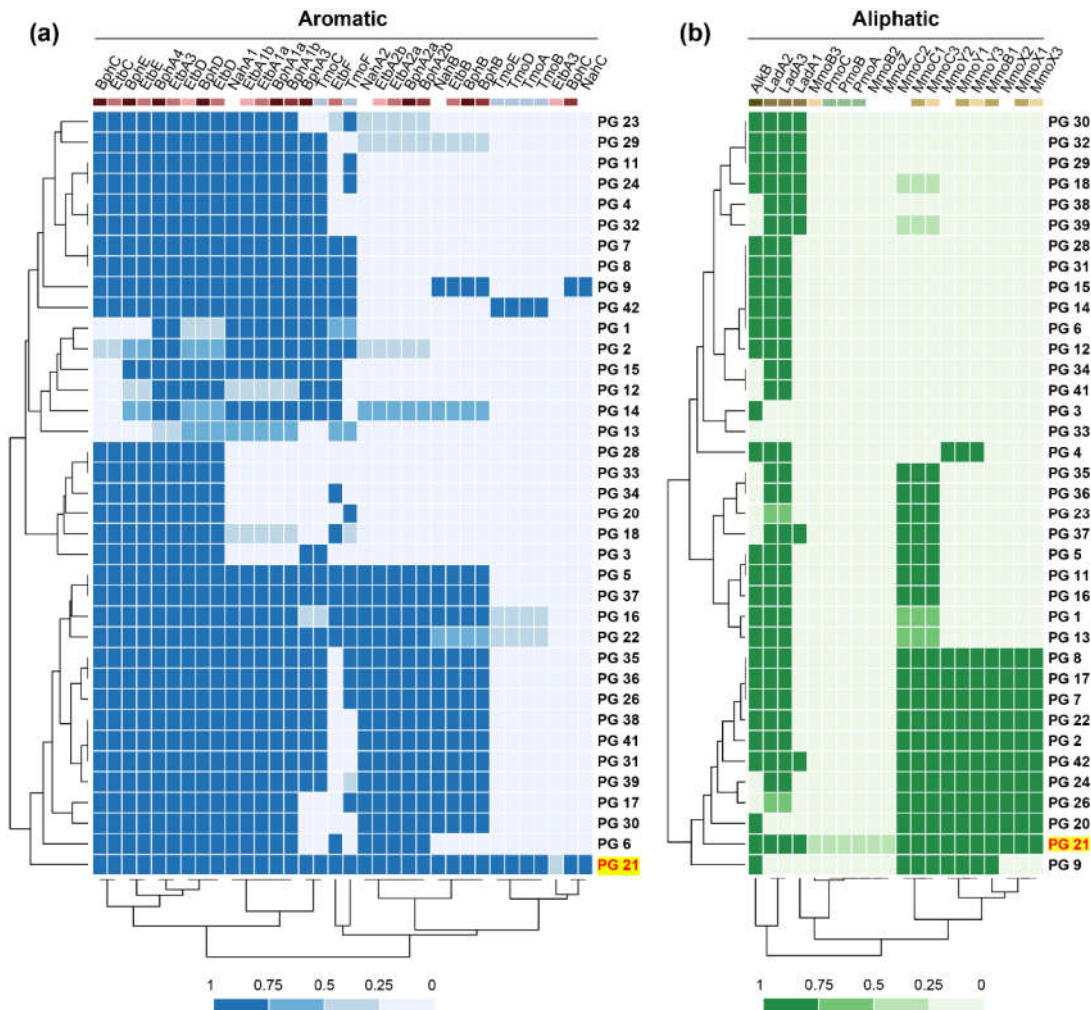 Aromatic
(a)
BphC
EtbC
BphE
EtbE
BphA4
EtbA3
EtbD
BphD
EtbD
NahA1
EtbA1b
EtbA1a
BphA1a
BphA1b
BphA3
TmoC
EtbF
TmoF
NahA2
EtbA2b
EtbA2a
BphA2a
BphA2b
NahB
EtbB
BphB
BphB
TmoE
TmoD
TmoA
TmoB
EtbA3
BphC
NahC
PG 23
PG 29
PG 11
PG 24
PG 4
PG 32
PG 7
PG 8
PG 9
PG 42
PG 1
PG 2
PG 15
PG 12
PG 14
PG 13
PG 28
PG 33
PG 34
PG 20
PG 18
PG 3
PG 5
PG 37
PG 16
PG 22
PG 35
PG 36
PG 26
PG 38
PG 41
PG 31
PG 39
PG 17
PG 30
PG 6
PG 21
1 0.75 0.5 0.25 0
Aliphatic
(b)
AlkB
LadA2
LadA3
LadA1
MmoB3
PmoC
PmoB
PmoA
MmoB2
MmoZ
MmoC2
MmoC1
MmoC3
MmoY2
MmoY1
MmoY3
MmoB1
MmoX2
MmoX1
MmoX3
PG 30
PG 32
PG 29
PG 18
PG 38
PG 39
PG 28
PG 31
PG 15
PG 14
PG 6
PG 12
PG 34
PG 41
PG 3
PG 33
PG 4
PG 35
PG 36
PG 23
PG 37
PG 5
PG 11
PG 16
PG 1
PG 13
PG 8
PG 17
PG 7
PG 22
PG 2
PG 42
PG 24
PG 26
PG 20
PG 21
PG 9
1 0.75 0.5 0.25 0